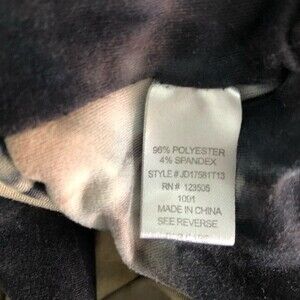 96% POLYESTER
4% SPANDEX
STYLE # JD17581T13
RN # 123505
1001
MADE IN CHINA
SEE REVERSE